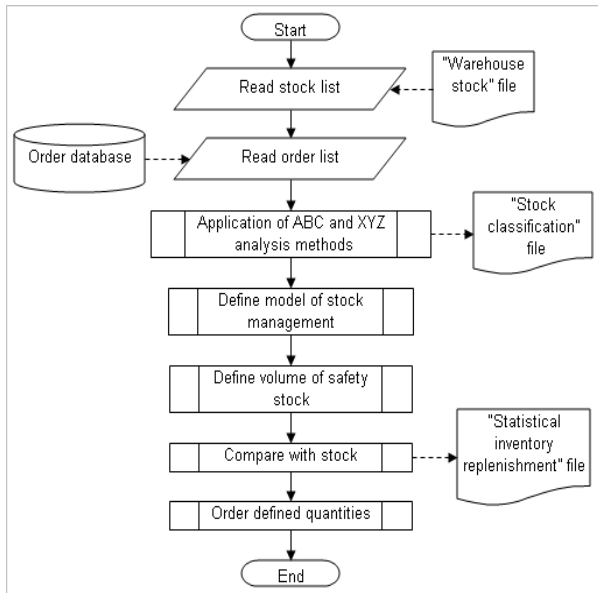 Start
Read stock list
"Warehouse
stock" file
Order database
Read order list
Application of ABC and XYZ
analysis methods
"Stock
classification"
file
Define model of stock
management
Define volume of safety
stock
Compare with stock
"Statistical
inventory
replenishment" file
Order defined quantities
End